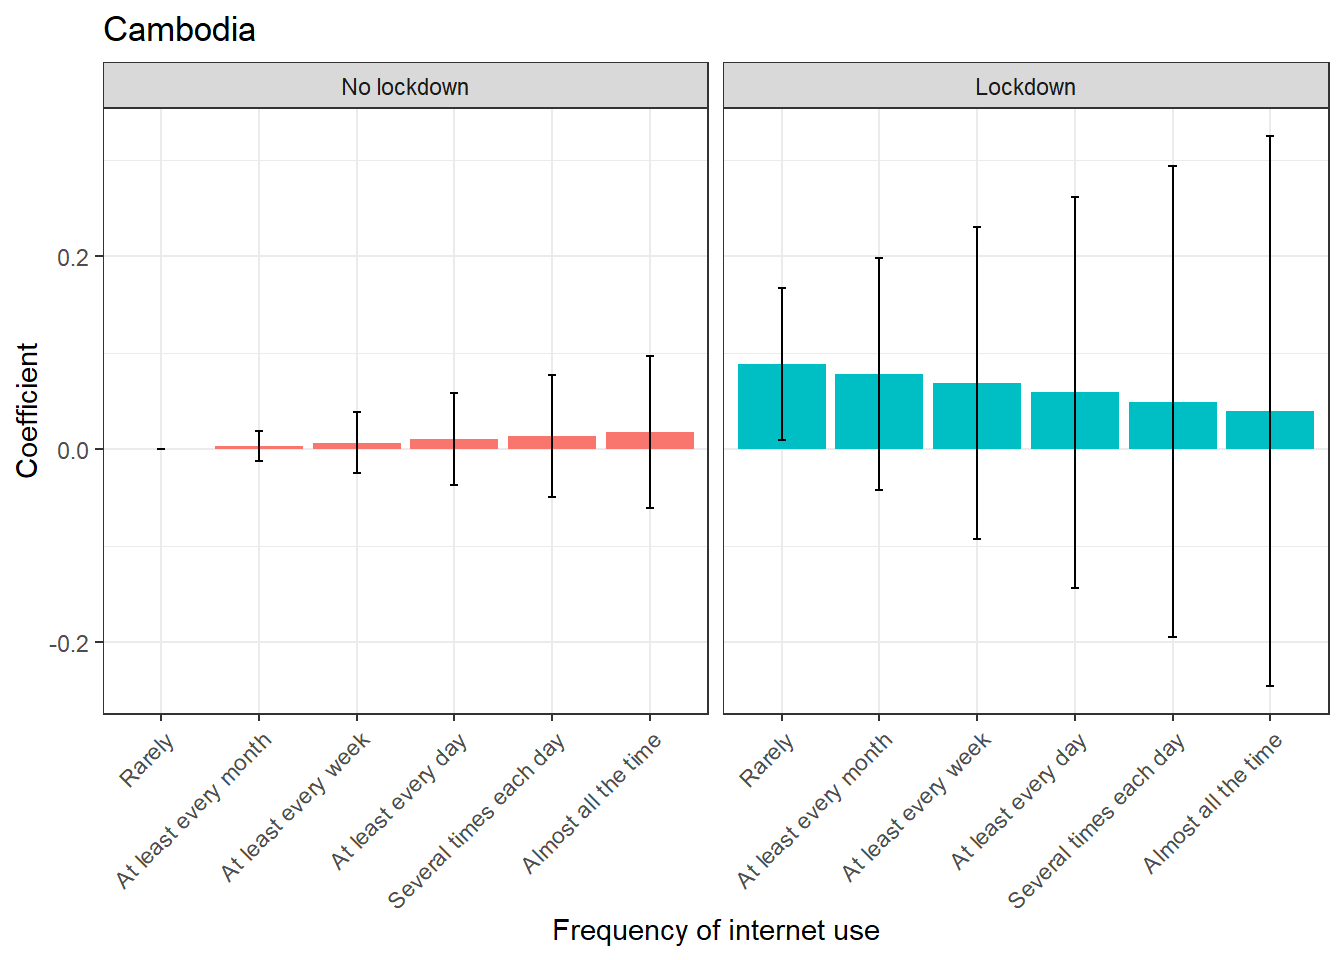 Cambodia
No lockdown
Lockdown
Coefficient
0.2
0.0
-0.2
Rarely
At least every month
At least every week
At least every day
Several times each day
Almost all the time
Rarely
At least every month
At least every week
At least every day
Several times each day
Almost all the time
Frequency of internet use